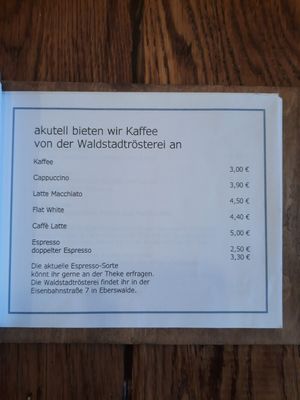 akutell bieten wir Kaffee
von der Waldstadtrösterei an
Kaffee
3,00 €
Cappuccino
3,90 €
Latte Macchiato
4,50 €
Flat White
4,40 €
Caffè Latte
5,00 €
Espresso
2,50 €
doppelter Espresso
3,30 €
Die aktuelle Espresso-Sorte
könnt ihr gerne an der Theke erfragen.
Die Waldstadtrösterei findet ihr in der
Eisenbahnstraße 7 in Eberswalde.